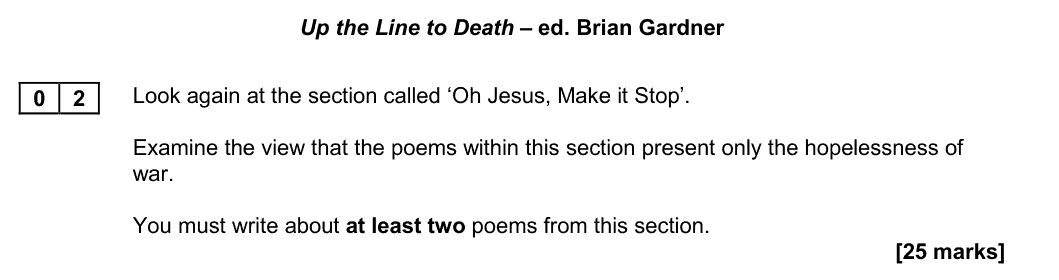 Up the Line to Death – ed. Brian Gardner
0 2 Look again at the section called ‘Oh Jesus, Make it Stop’.
Examine the view that the poems within this section present only the hopelessness of
war.
You must write about at least two poems from this section.
[25 marks]